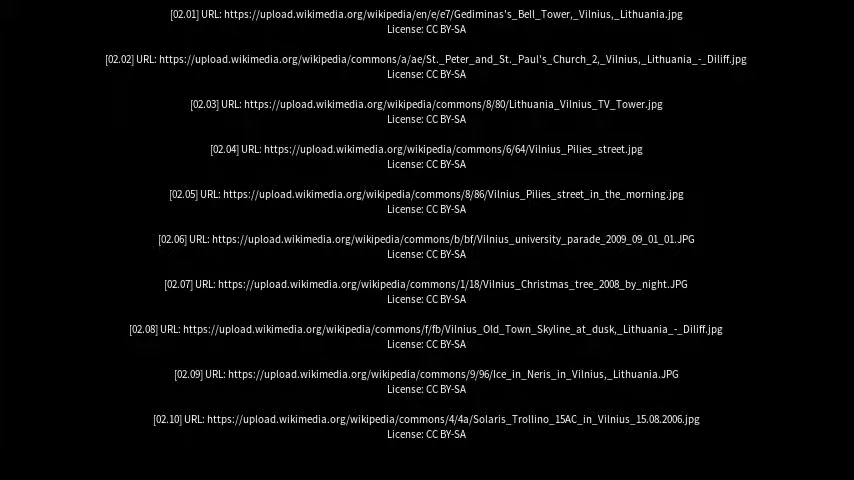 [02.01] URL: https://upload.wikimedia.org/wikipedia/en/e/e7/Gediminas's_Bell_Tower,_Vilnius,_Lithuania.jpg
License: CC BY-SA
[02.02] URL: https://upload.wikimedia.org/wikipedia/commons/a/ae/St._Peter_and_St._Paul's_Church_2,_Vilnius,_Lithuania_-_Diliff.jpg
License: CC BY-SA
[02.03] URL: https://upload.wikimedia.org/wikipedia/commons/8/80/Lithuania_Vilnius_TV_Tower.jpg
License: CC BY-SA
[02.04] URL: https://upload.wikimedia.org/wikipedia/commons/6/64/Vilnius_Pilies_street.jpg
License: CC BY-SA
[02.05] URL: https://upload.wikimedia.org/wikipedia/commons/8/86/Vilnius_Pilies_street_in_the_morning.jpg
License: CC BY-SA
[02.06] URL: https://upload.wikimedia.org/wikipedia/commons/b/bf/Vilnius_university_parade_2009_09_01_01.JPG
License: CC BY-SA
[02.07] URL: https://upload.wikimedia.org/wikipedia/commons/1/18/Vilnius_Christmas_tree_2008_by_night.JPG
License: CC BY-SA
[02.08] URL: https://upload.wikimedia.org/wikipedia/commons/f/fb/Vilnius_Old_Town_Skyline_at_dusk,_Lithuania_-_Diliff.jpg
License: CC BY-SA
[02.09] URL: https://upload.wikimedia.org/wikipedia/commons/9/96/Ice_in_Neris_in_Vilnius,_Lithuania.JPG
License: CC BY-SA
[02.10] URL: https://upload.wikimedia.org/wikipedia/commons/4/4a/Solaris_Trollino_15AC_in_Vilnius_15.08.2006.jpg
License: CC BY-SA